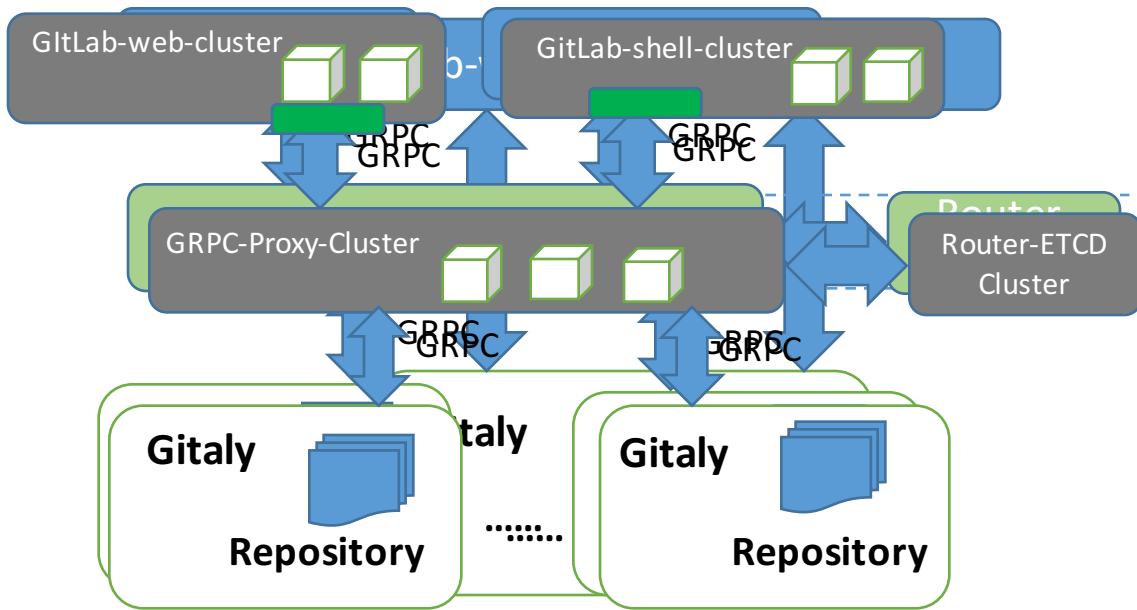 GItLab-web-cluster
GitLab-shell-cluster
GRPC
GRPC
GRPC
GRPC
Router
GRPC-Proxy-Cluster
Router-ETCD
Cluster
GRPC
GRPC
GRPC
GRPC
Gitaly
Gitaly
.......
.......
Repository
Repository